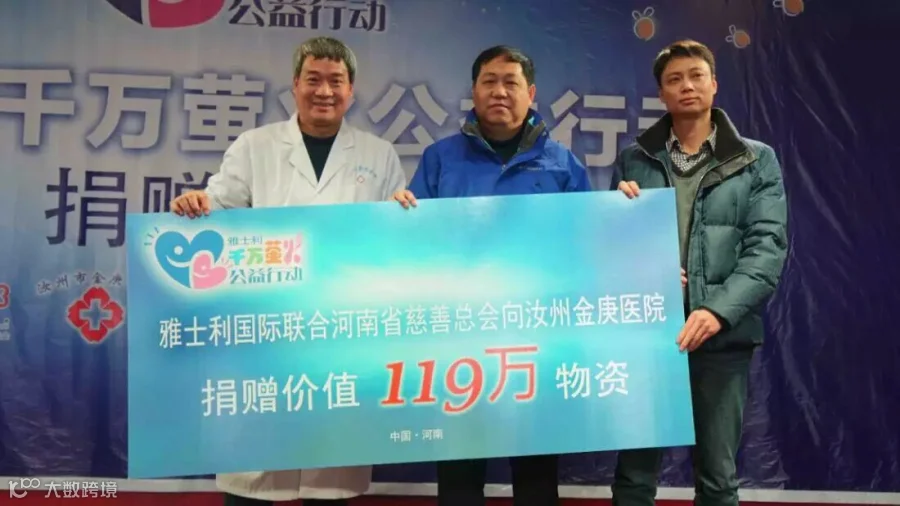 公益行动
千万萤火公益行动
捐赠
汝州市金庚
雅士利
千万萤火
公益行动
雅士利国际联合河南省慈善总会向汝州金庚医院
捐赠价值 119万 物资
中国·河南
大数跨境